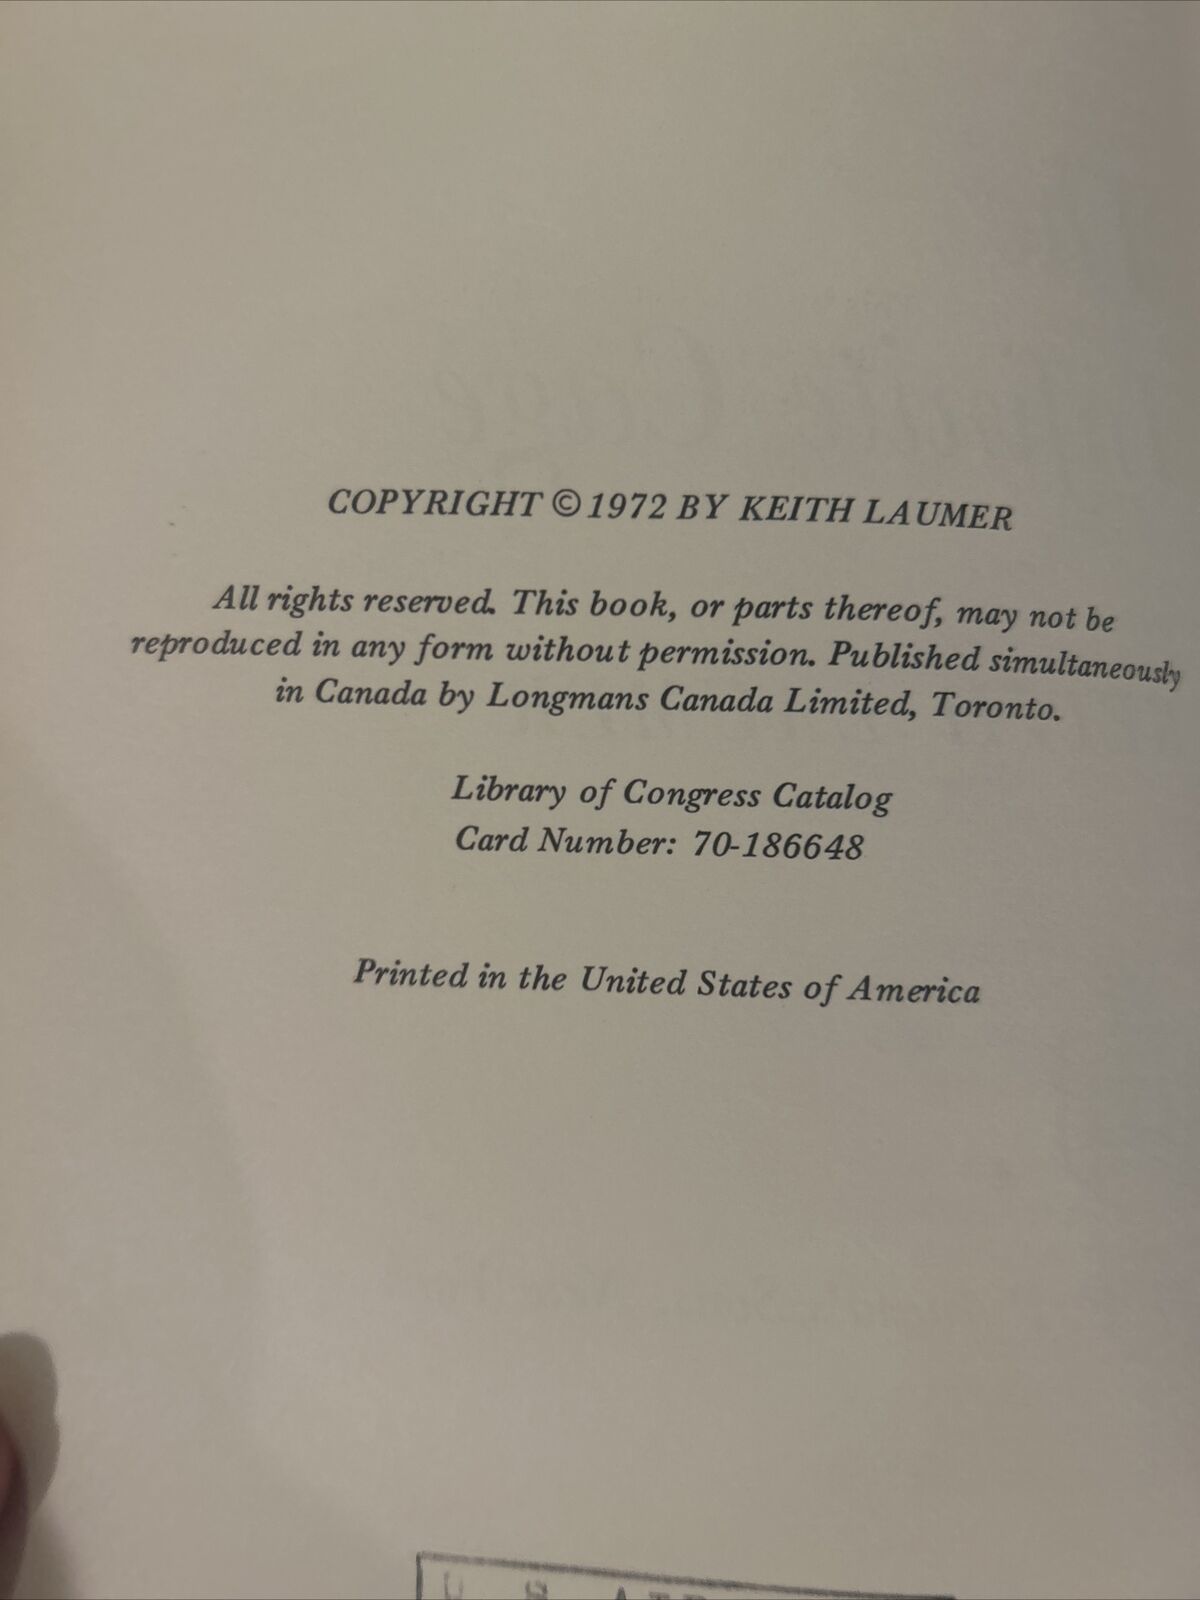 COPYRIGHT © 1972 BY KEITH LAUMER
All rights reserved. This book, or parts thereof, may not be
reproduced in any form without permission. Published simultaneously
in Canada by Longmans Canada Limited, Toronto.
Library of Congress Catalog
Card Number: 70-186648
Printed in the United States of America
U S AIR